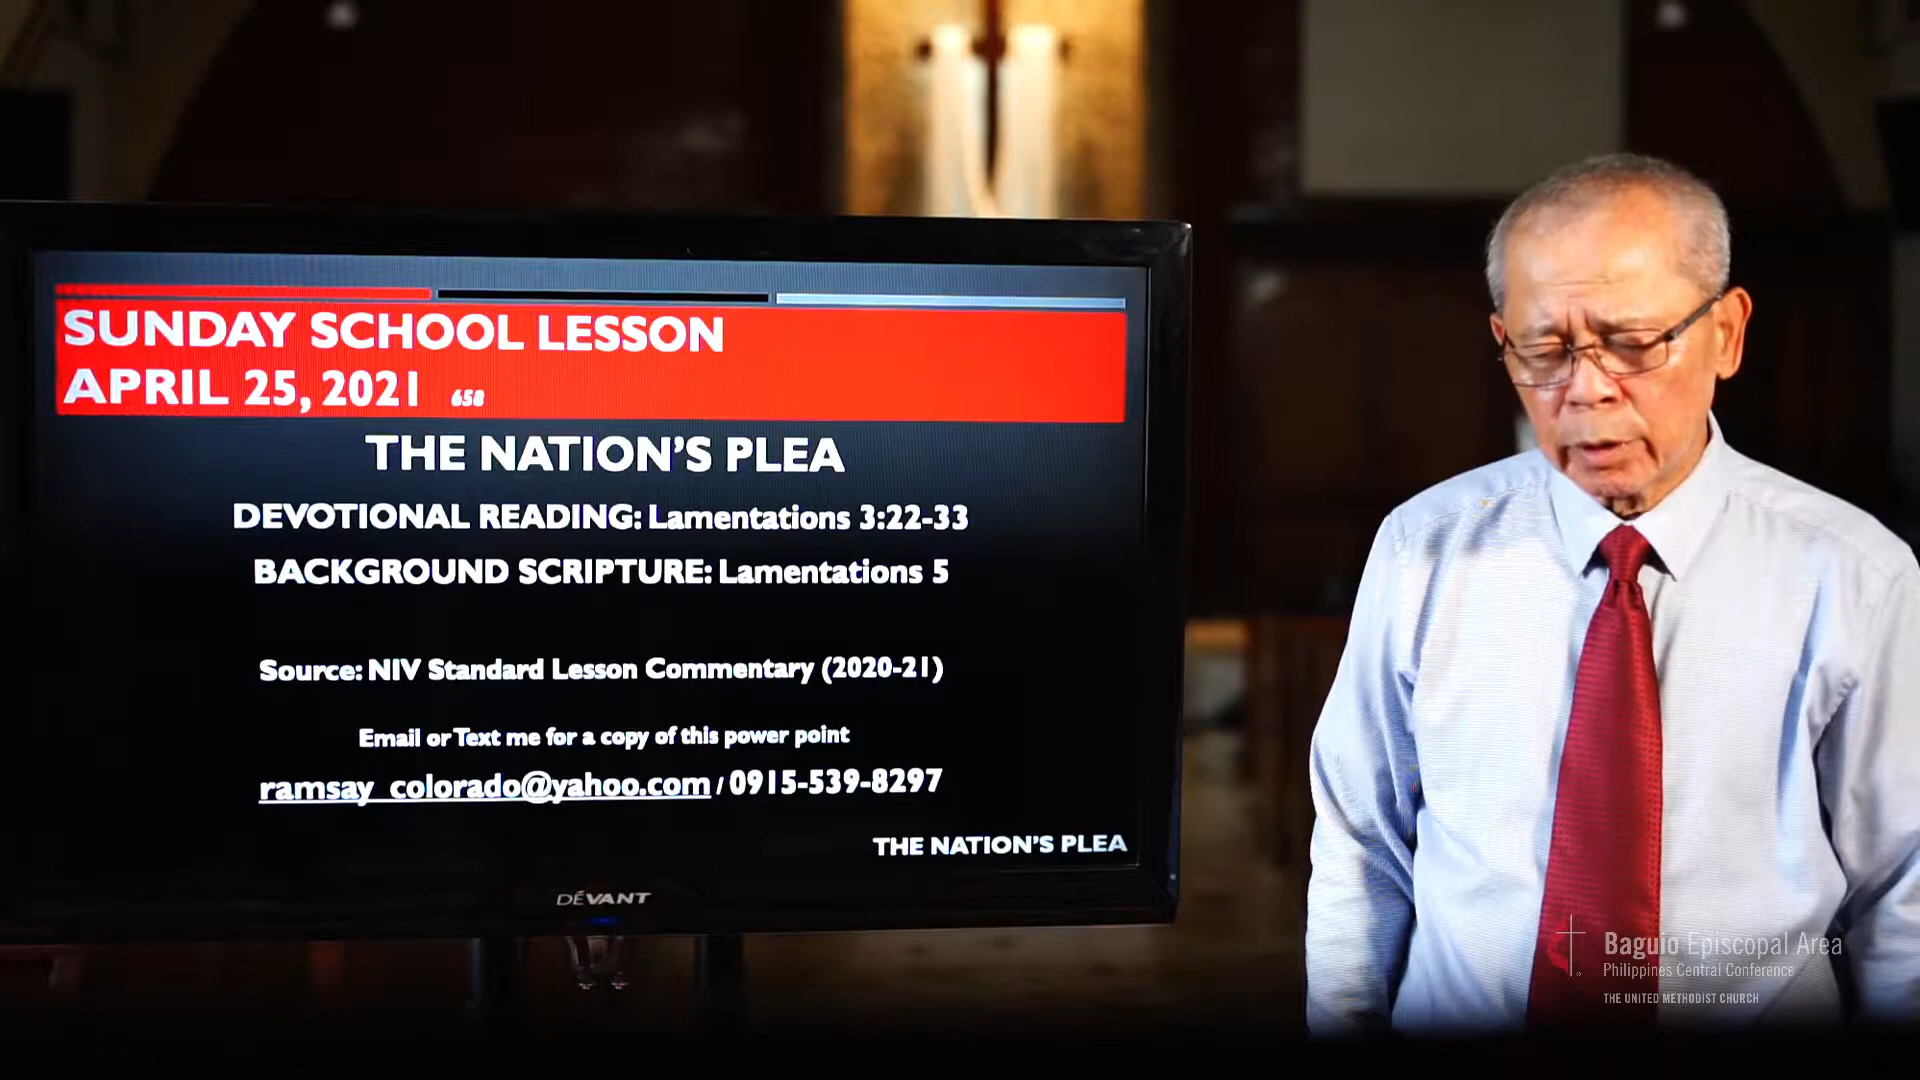 SUNDAY SCHOOL LESSON
APRIL 25, 2021 658
THE NATION'S PLEA
DEVOTIONAL READING: Lamentations 3:22-33
BACKGROUND SCRIPTURE: Lamentations 5
Source: NIV Standard Lesson Commentary (2020-21)
Email or Text me for a copy of this power point
ramsay_colorado@yahoo.com / 0915-539-8297
THE NATION'S PLEA
DEVANT
Baguio Episcopal Area
Philippines Central Conference
THE UNITED METHODIST CHURCH